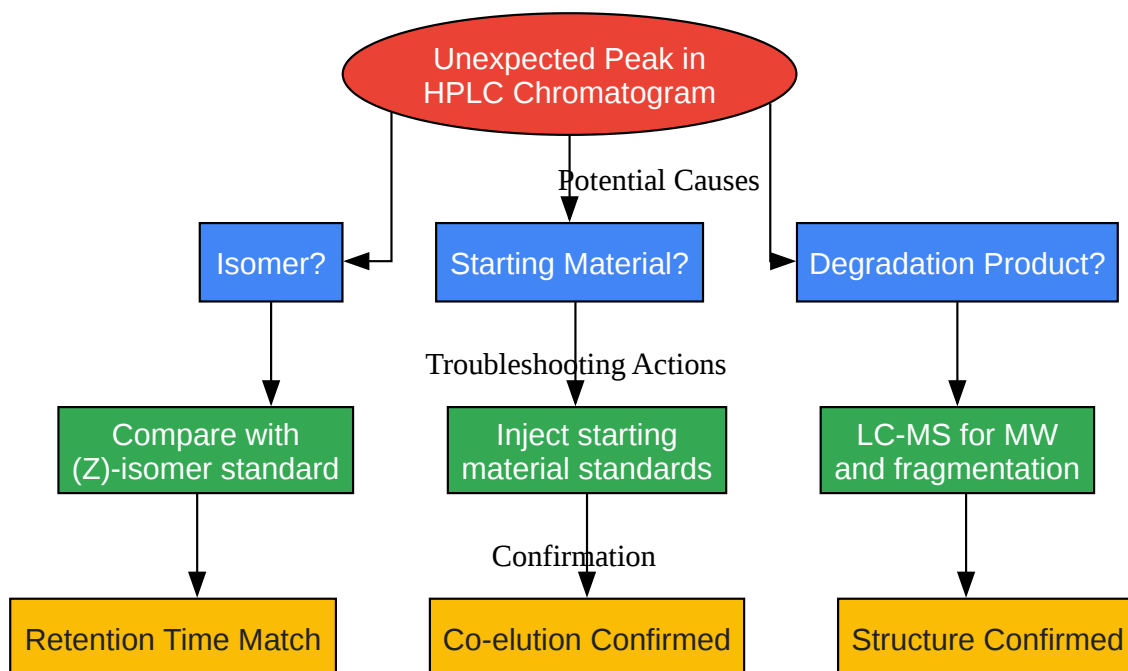 Unexpected Peak in
HPLC Chromatogram
Potential Causes
Isomer?
Starting Material?
Degradation Product?
Troubleshooting Actions
Compare with
(Z)-isomer standard
Inject starting
material standards
LC-MS for MW
and fragmentation
Confirmation
Retention Time Match
Co-elution Confirmed
Structure Confirmed